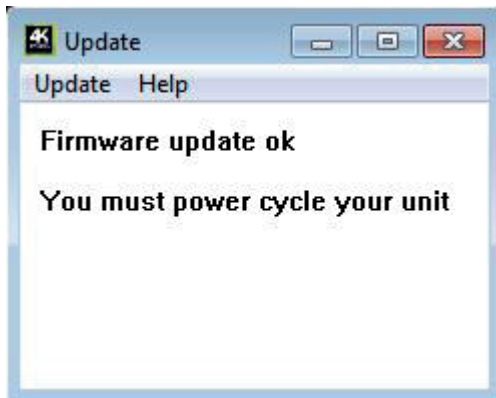 4K Update
Update Help
Firmware update ok
You must power cycle your unit